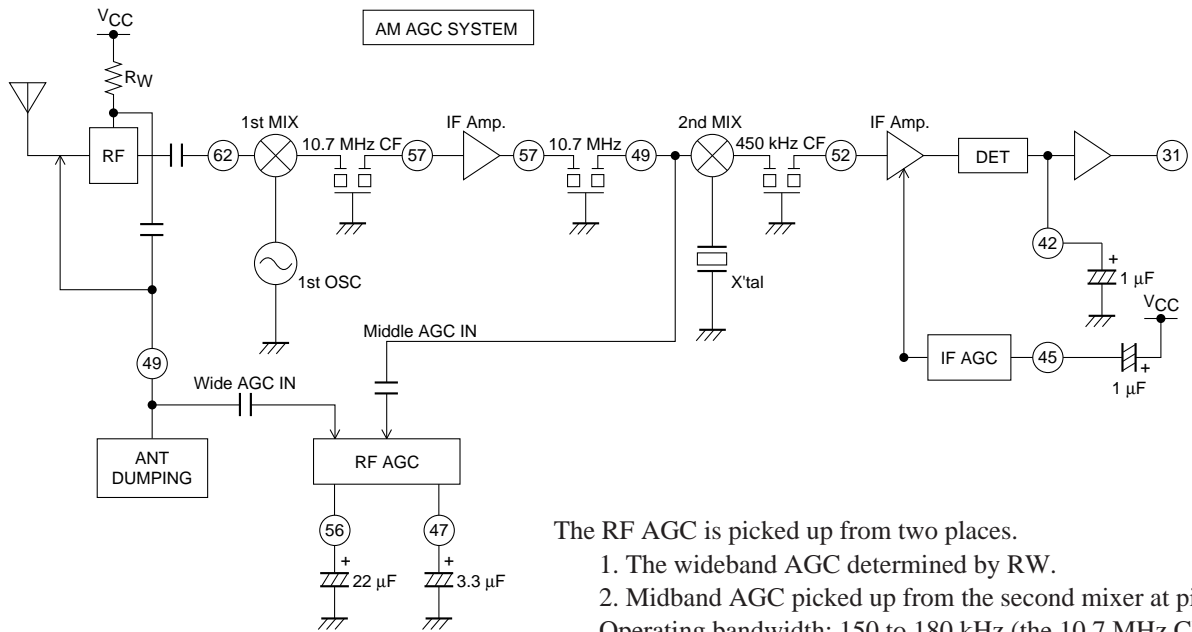 VCC
AM AGC SYSTEM
RW
RF
62
1st MIX
10.7 MHz CF
57
IF Amp.
57
10.7 MHz
49
2nd MIX
450 kHz CF
52
IF Amp.
DET
31
42
1 µF
1st OSC
X'tal
VCC
Middle AGC IN
IF AGC
45
1 µF
49
Wide AGC IN
ANT
DUMPING
RF AGC
56
47
22 µF
3.3 µF
The RF AGC is picked up from two places.
1. The wideband AGC determined by RW.
2. Midband AGC picked up from the second mixer at pi
Operating bandwidth: 150 to 180 kHz (the 10.7 MHz C